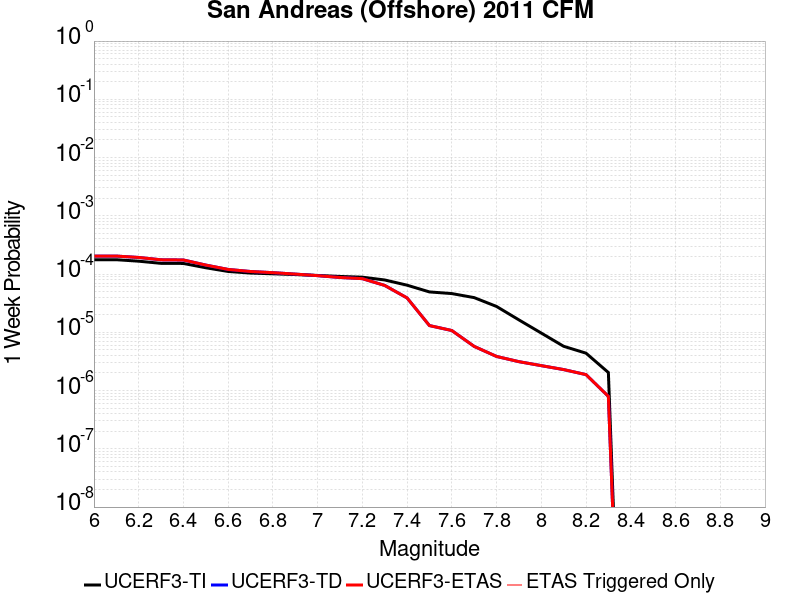 San Andreas (Offshore) 2011 CFM
10^0
10^-1
10^-2
10^-3
10^-4
10^-5
10^-6
10^-7
10^-8
1 Week Probability
6 6.2 6.4 6.6 6.8 7 7.2 7.4 7.6 7.8 8 8.2 8.4 8.6 8.8 9
Magnitude
UCERF3-TI UCERF3-TD UCERF3-ETAS ETAS Triggered Only